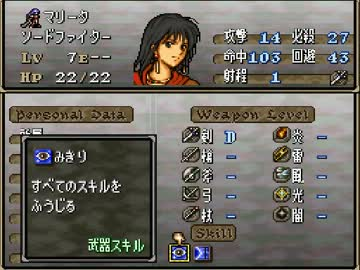 マリータ
ソードファイター
LV 7 E--
HP 22/22
攻撃 14 必殺 27
命中 103 回避 43
射程 1
Personal Data
Weapon Level
剣 D
槍 -
斧 -
弓 -
杖 -
炎 -
雷 -
風 -
光 -
闇 -
Skill
みきり
すべてのスキルを
ふうじる
武器スキル